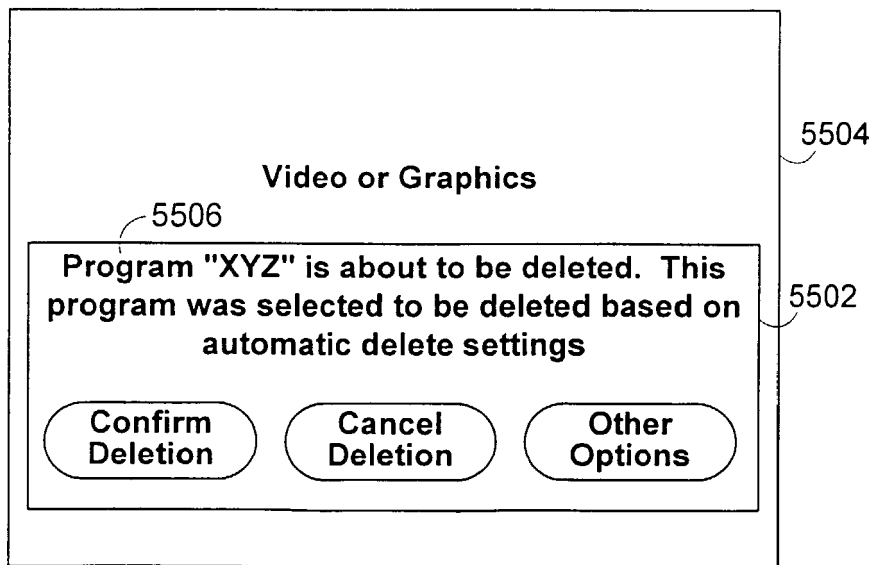 5504
Video or Graphics
5506
Program "XYZ" is about to be deleted. This
program was selected to be deleted based on
automatic delete settings
5502
Confirm
Deletion
Cancel
Deletion
Other
Options